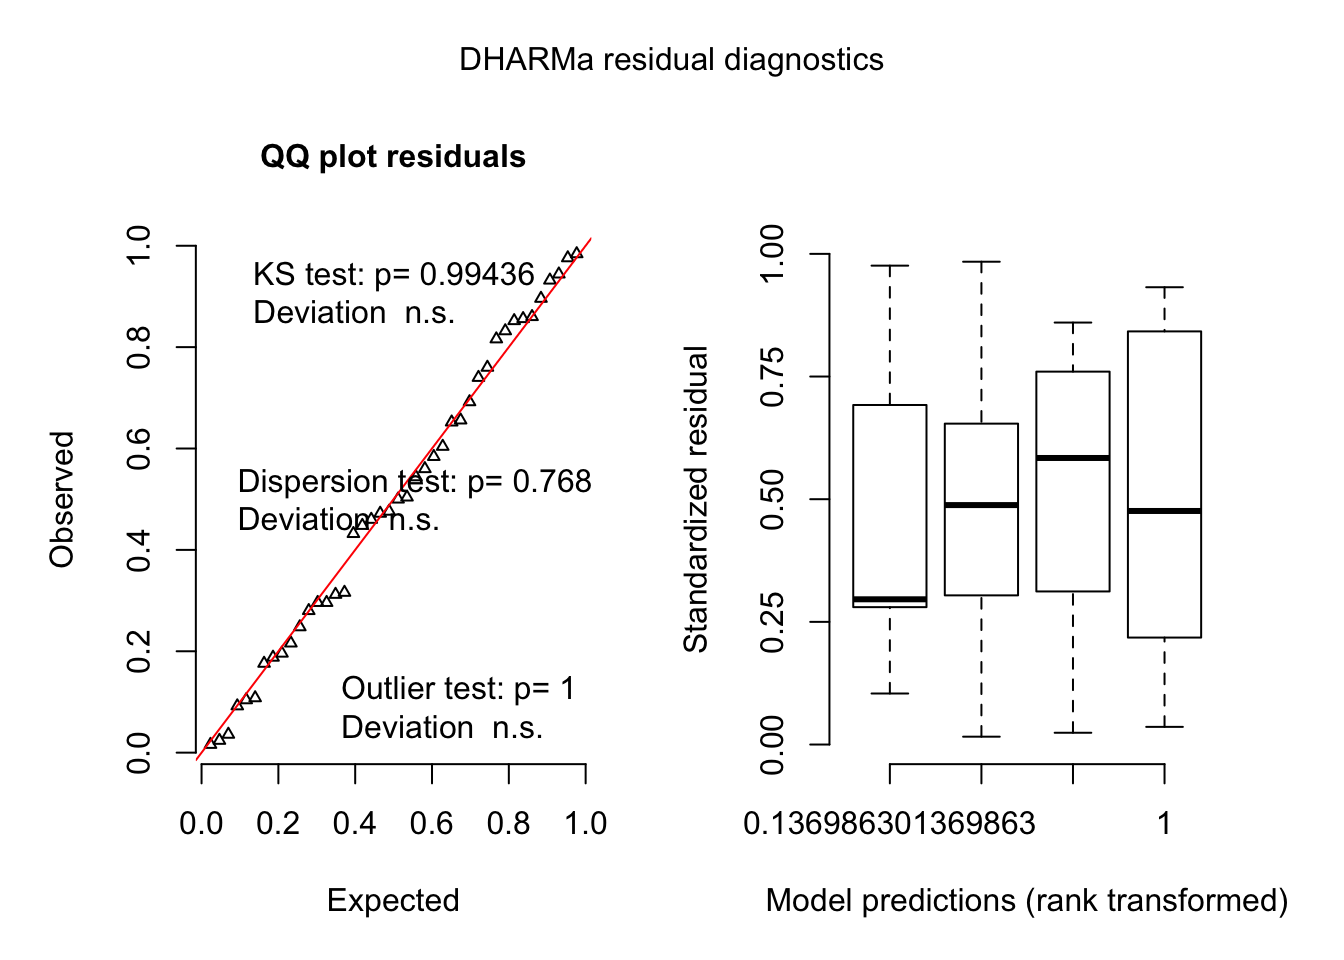 DHARMa residual diagnostics
QQ plot residuals
KS test: p= 0.99436
Deviation  n.s.
Dispersion test: p= 0.768
Deviation  n.s.
Outlier test: p= 1
Deviation  n.s.
Observed
0.0 0.2 0.4 0.6 0.8 1.0
0.0 0.2 0.4 0.6 0.8 1.0
Expected
Standardized residual
0.00 0.25 0.50 0.75 1.00
0.136986301369863 1
Model predictions (rank transformed)